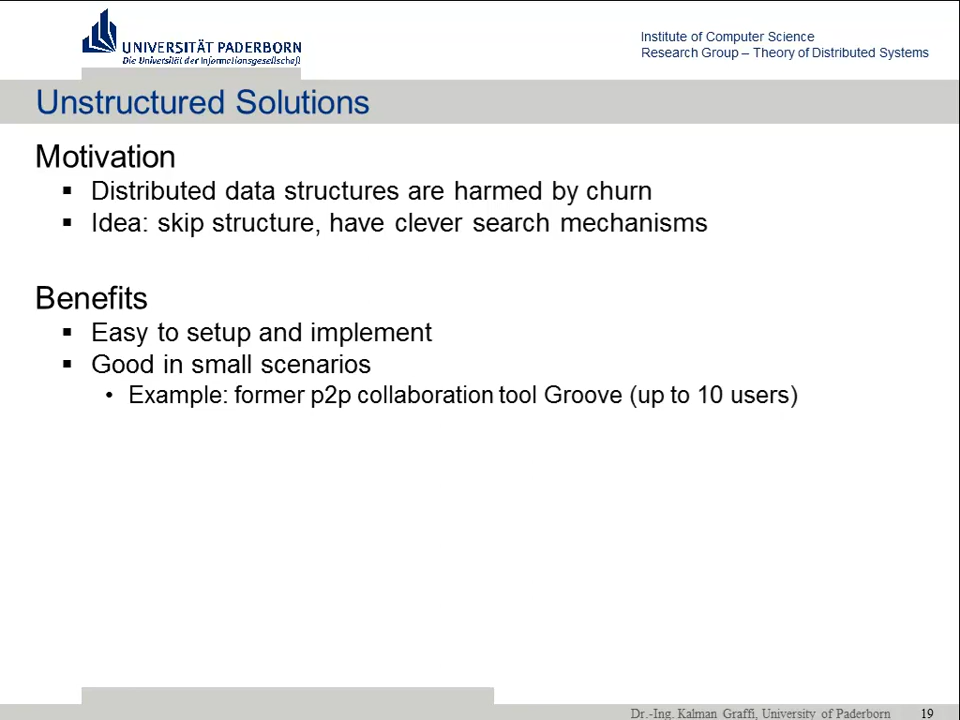 UNIVERSITÄT PADERBORN
Die Universität der Informationsgesellschaft
Institute of Computer Science
Research Group – Theory of Distributed Systems
Unstructured Solutions
Motivation
▪ Distributed data structures are harmed by churn
▪ Idea: skip structure, have clever search mechanisms
Benefits
▪ Easy to setup and implement
▪ Good in small scenarios
• Example: former p2p collaboration tool Groove (up to 10 users)
Dr.-Ing. Kalman Graffi, University of Paderborn 19